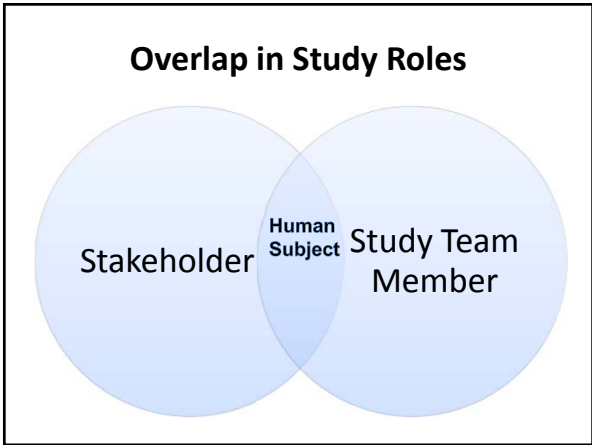 Overlap in Study Roles
Human
Subject
Stakeholder
Study Team
Member